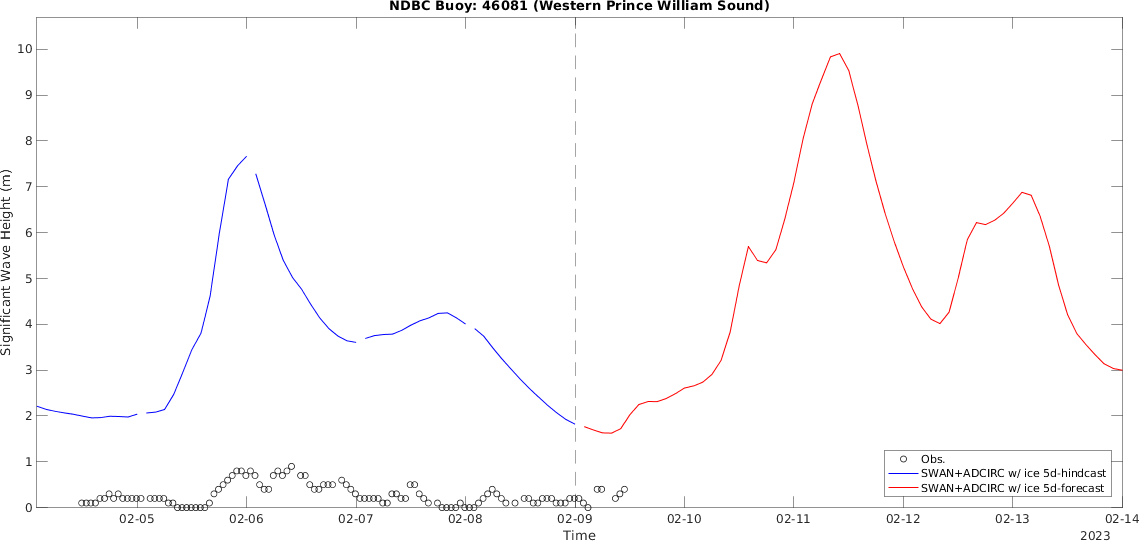 NDBC Buoy: 46081 (Western Prince William Sound)
Significant Wave Height (m)
10
9
8
7
6
5
4
3
2
1
0
Obs.
SWAN+ADCIRC w/ ice 5d-hindcast
SWAN+ADCIRC w/ ice 5d-forecast
02-05 02-06 02-07 02-08 02-09 02-10 02-11 02-12 02-13 02-14
Time
2023